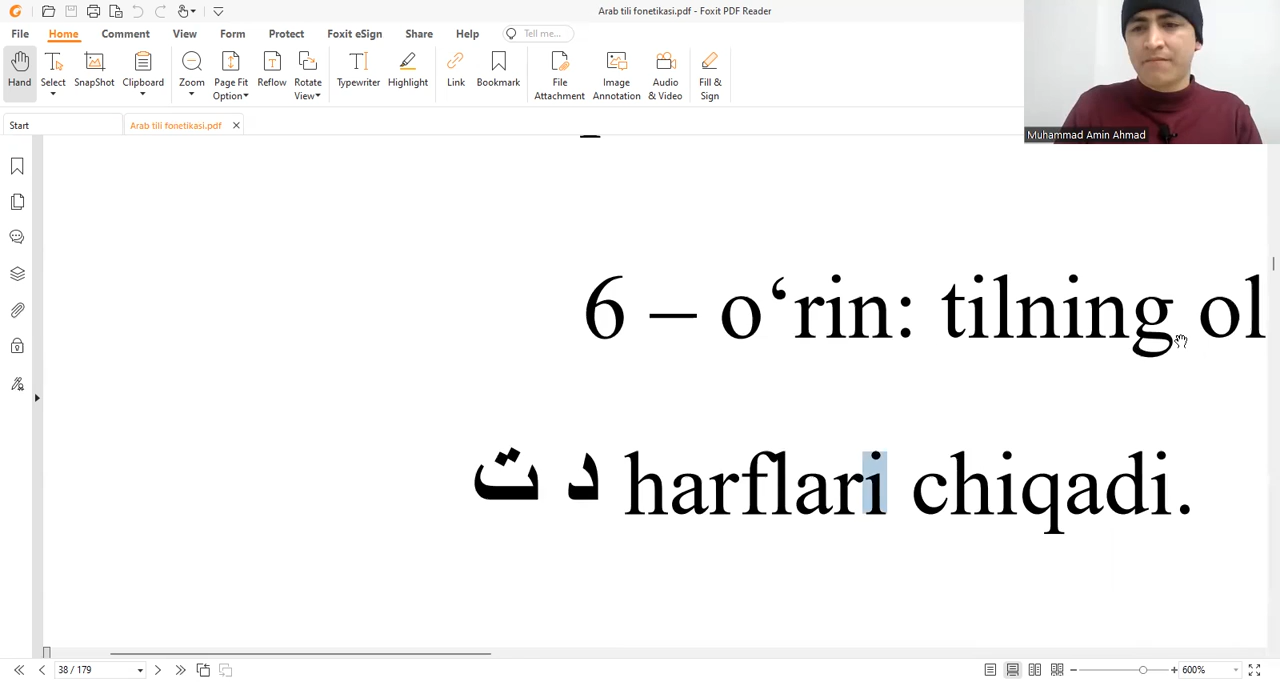 Arab tili fonetikasi.pdf - Foxit PDF Reader
File Home Comment View Form Protect Foxit eSign Share Help Tell me...
Hand Select SnapShot Clipboard Zoom Page Fit Option Reflow Rotate View Typewriter Highlight Link Bookmark File Attachment Image Annotation Audio & Video Fill & Sign
Muhammad Amin Ahmad
Start Arab tili fonetikasi.pdf
6 – o‘rin: tilning ol
ت د harflari chiqadi.
38 / 179 600%